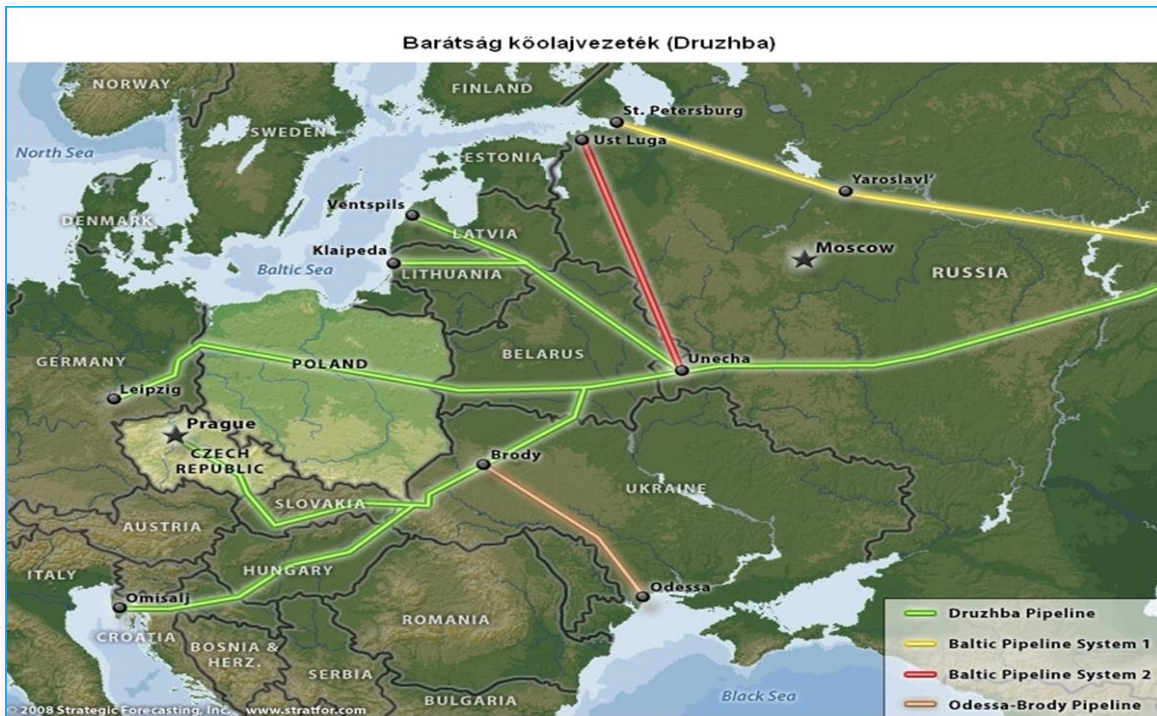 Barátság kőolajvezeték (Druzhba)
NORWAY
FINLAND
St. Petersburg
SWEDEN
Ust Luga
North Sea
ESTONIA
Yaroslavl'
Ventspils
DENMARK
LATVIA
Klaipeda
Moscow
Baltic Sea
LITHUANIA
RUSSIA
GERMANY
POLAND
BELARUS
Unecha
Leipzig
Prague
CZECH
REPUBLIC
Brody
SLOVAKIA
UKRAINE
AUSTRIA
ITALY
HUNGARY
Odessa
Omisalj
ROMANIA
CROATIA
BOSNIA &
HERZ.
SERBIA
BULGARIA
Black Sea
Druzhba Pipeline
Baltic Pipeline System 1
Baltic Pipeline System 2
Odessa-Brody Pipeline
© 2008 Strategic Forecasting, Inc. www.stratfor.com